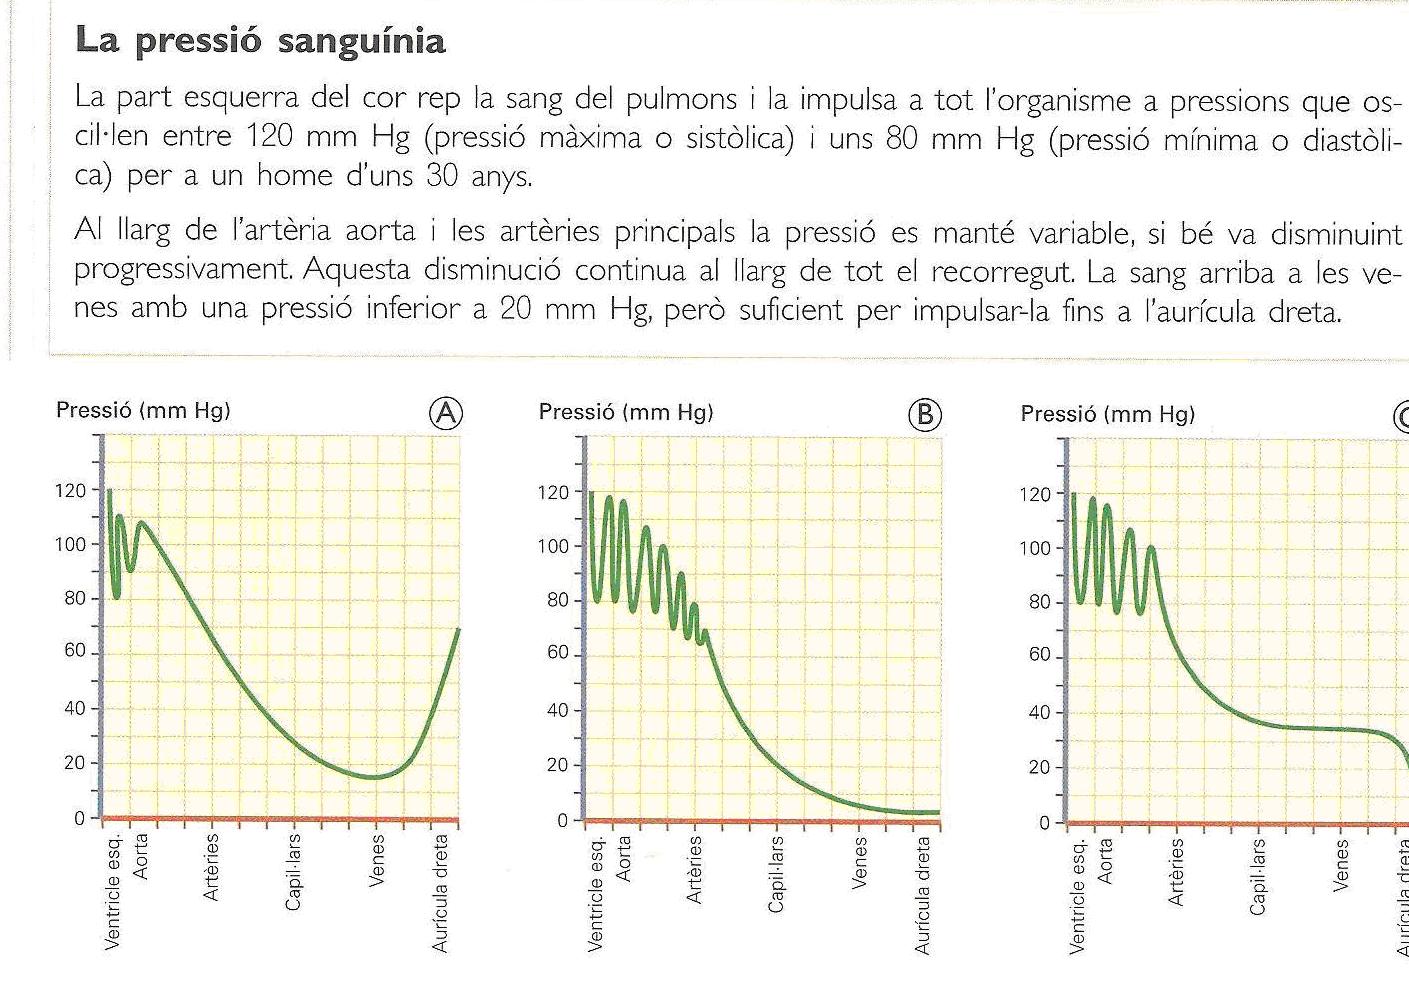 La pressió sanguínia
La part esquerra del cor rep la sang del pulmons i la impulsa a tot l'organisme a pressions que os-
cil·len entre 120 mm Hg (pressió màxima o sistòlica) i uns 80 mm Hg (pressió mínima o diastòli-
ca) per a un home d'uns 30 anys.
Al llarg de l'artèria aorta i les artèries principals la pressió es manté variable, si bé va disminuint
progressivament. Aquesta disminució continua al llarg de tot el recorregut. La sang arriba a les ve-
nes amb una pressió inferior a 20 mm Hg, però suficient per impulsar-la fins a l'aurícula dreta.
Pressió (mm Hg) A
120
100
80
60
40
20
0
Ventricle esq.
Aorta
Artèries
Capil·lars
Venes
Aurícula dreta
Pressió (mm Hg) B
120
100
80
60
40
20
0
Ventricle esq.
Aorta
Artèries
Capil·lars
Venes
Aurícula dreta
Pressió (mm Hg)
120
100
80
60
40
20
0
Ventricle esq.
Aorta
Artèries
Capil·lars
Venes
Aurícula dreta